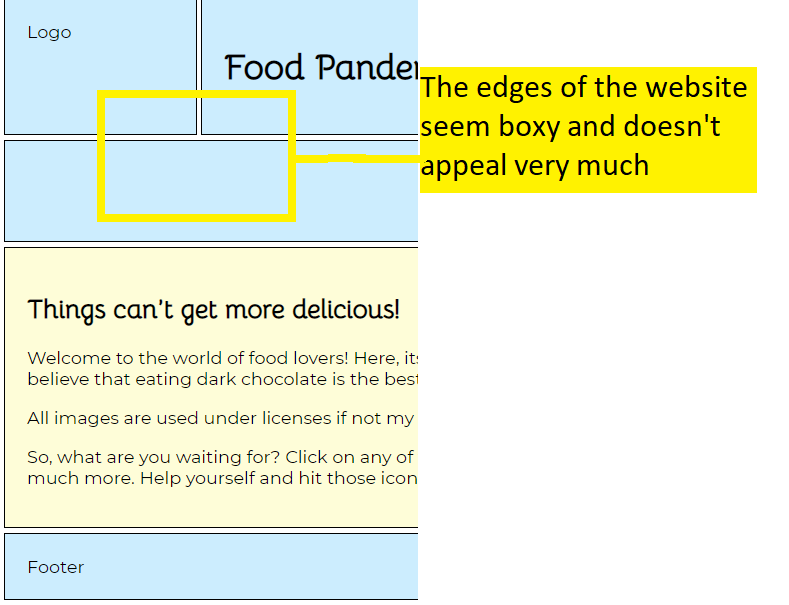 Logo
Food Pander
The edges of the website
seem boxy and doesn't
appeal very much
Things can't get more delicious!
Welcome to the world of food lovers! Here, its
believe that eating dark chocolate is the best
All images are used under licenses if not my
So, what are you waiting for? Click on any of
much more. Help yourself and hit those icon
Footer